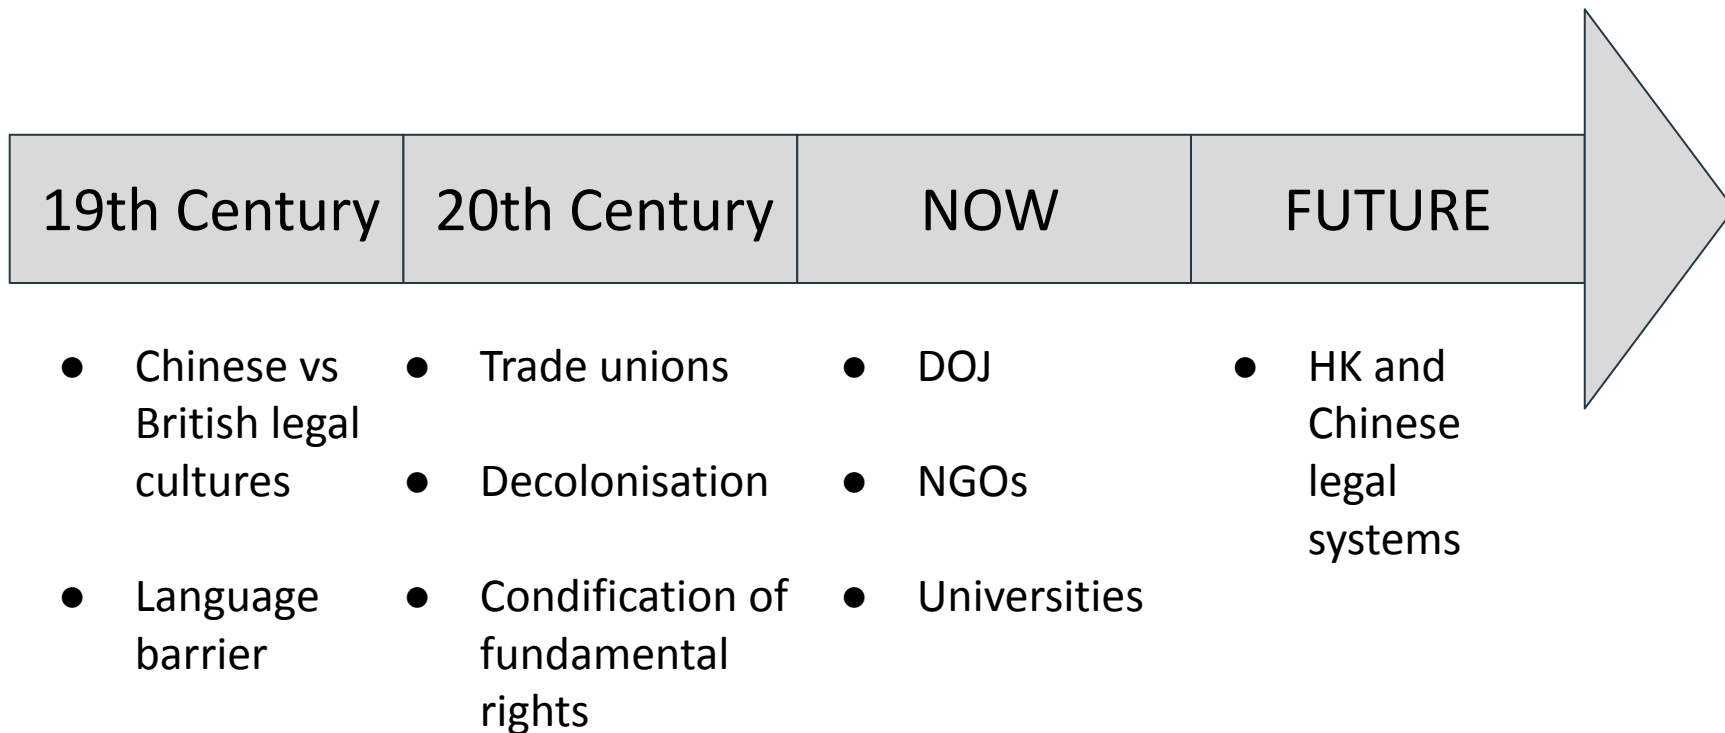 19th Century
20th Century
NOW
FUTURE
● Chinese vs
British legal
cultures
● Language
barrier
● Trade unions
● Decolonisation
● Condification of
fundamental
rights
● DOJ
● NGOs
● Universities
● HK and
Chinese
legal
systems